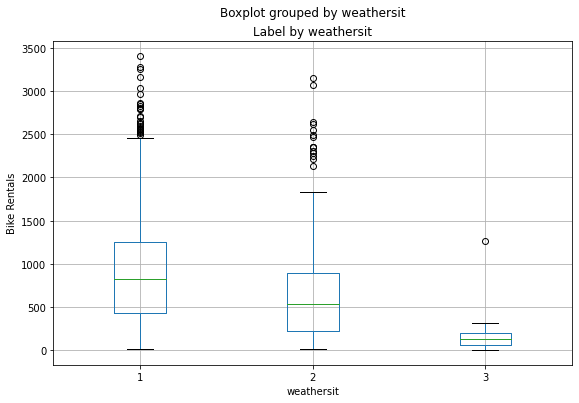 Boxplot grouped by weathersit
Label by weathersit
3500
3000
2500
2000
1500
1000
500
0
Bike Rentals
1 2 3
weathersit